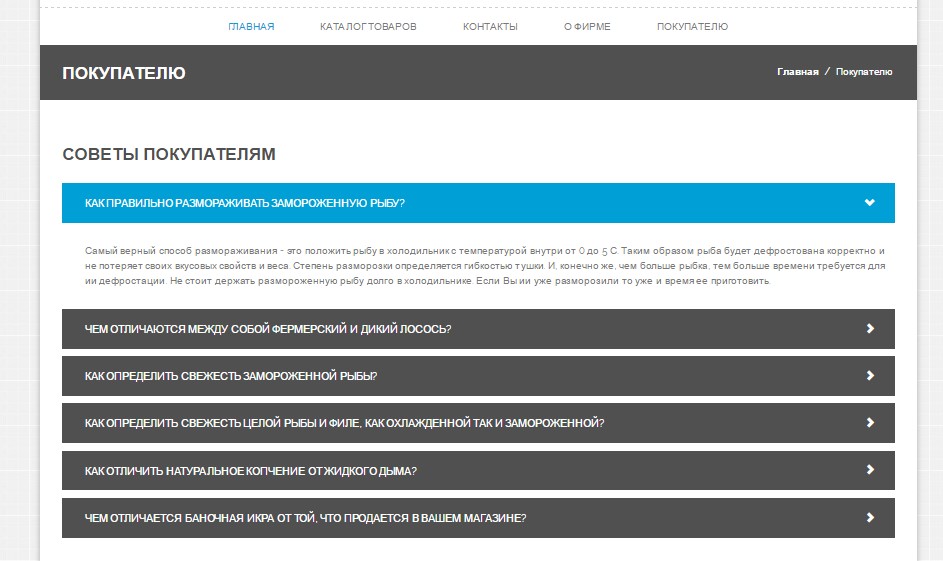 ГЛАВНАЯ КАТАЛОГ ТОВАРОВ КОНТАКТЫ О ФИРМЕ ПОКУПАТЕЛЮ
ПОКУПАТЕЛЮ Главная / Покупателю
СОВЕТЫ ПОКУПАТЕЛЯМ
КАК ПРАВИЛЬНО РАЗМОРАЖИВАТЬ ЗАМОРОЖЕННУЮ РЫБУ?
Самый верный способ размораживания - это положить рыбу в холодильник с температурой внутри от 0 до 5 С. Таким образом рыба будет дефростована корректно и
не потеряет своих вкусовых свойств и веса. Степень разморозки определяется гибкостью тушки. И, конечно же, чем больше рыбка, тем больше времени требуется для
ии дефростации. Не стоит держать размороженную рыбу долго в холодильнике. Если Вы ии уже разморозили то уже и время ее приготовить.
ЧЕМ ОТЛИЧАЮТСЯ МЕЖДУ СОБОЙ ФЕРМЕРСКИЙ И ДИКИЙ ЛОСОСЬ?
КАК ОПРЕДЕЛИТЬ СВЕЖЕСТЬ ЗАМОРОЖЕННОЙ РЫБЫ?
КАК ОПРЕДЕЛИТЬ СВЕЖЕСТЬ ЦЕЛОЙ РЫБЫ И ФИЛЕ, КАК ОХЛАЖДЕННОЙ ТАК И ЗАМОРОЖЕННОЙ?
КАК ОТЛИЧИТЬ НАТУРАЛЬНОЕ КОПЧЕНИЕ ОТ ЖИДКОГО ДЫМА?
ЧЕМ ОТЛИЧАЕТСЯ БАНОЧНАЯ ИКРА ОТ ТОЙ, ЧТО ПРОДАЕТСЯ В ВАШЕМ МАГАЗИНЕ?